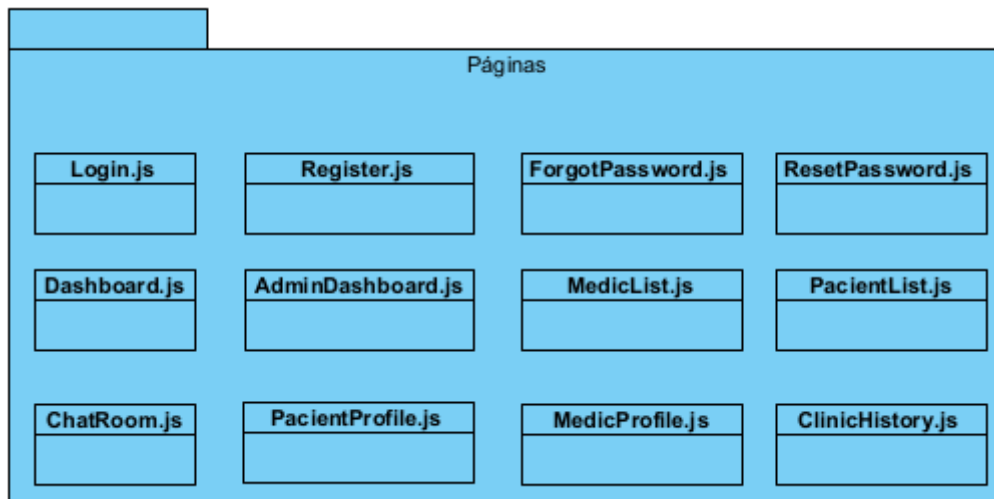 Páginas
Login.js
Register.js
ForgotPassword.js
ResetPassword.js
Dashboard.js
AdminDashboard.js
MedicList.js
PacientList.js
ChatRoom.js
PacientProfile.js
MedicProfile.js
ClinicHistory.js